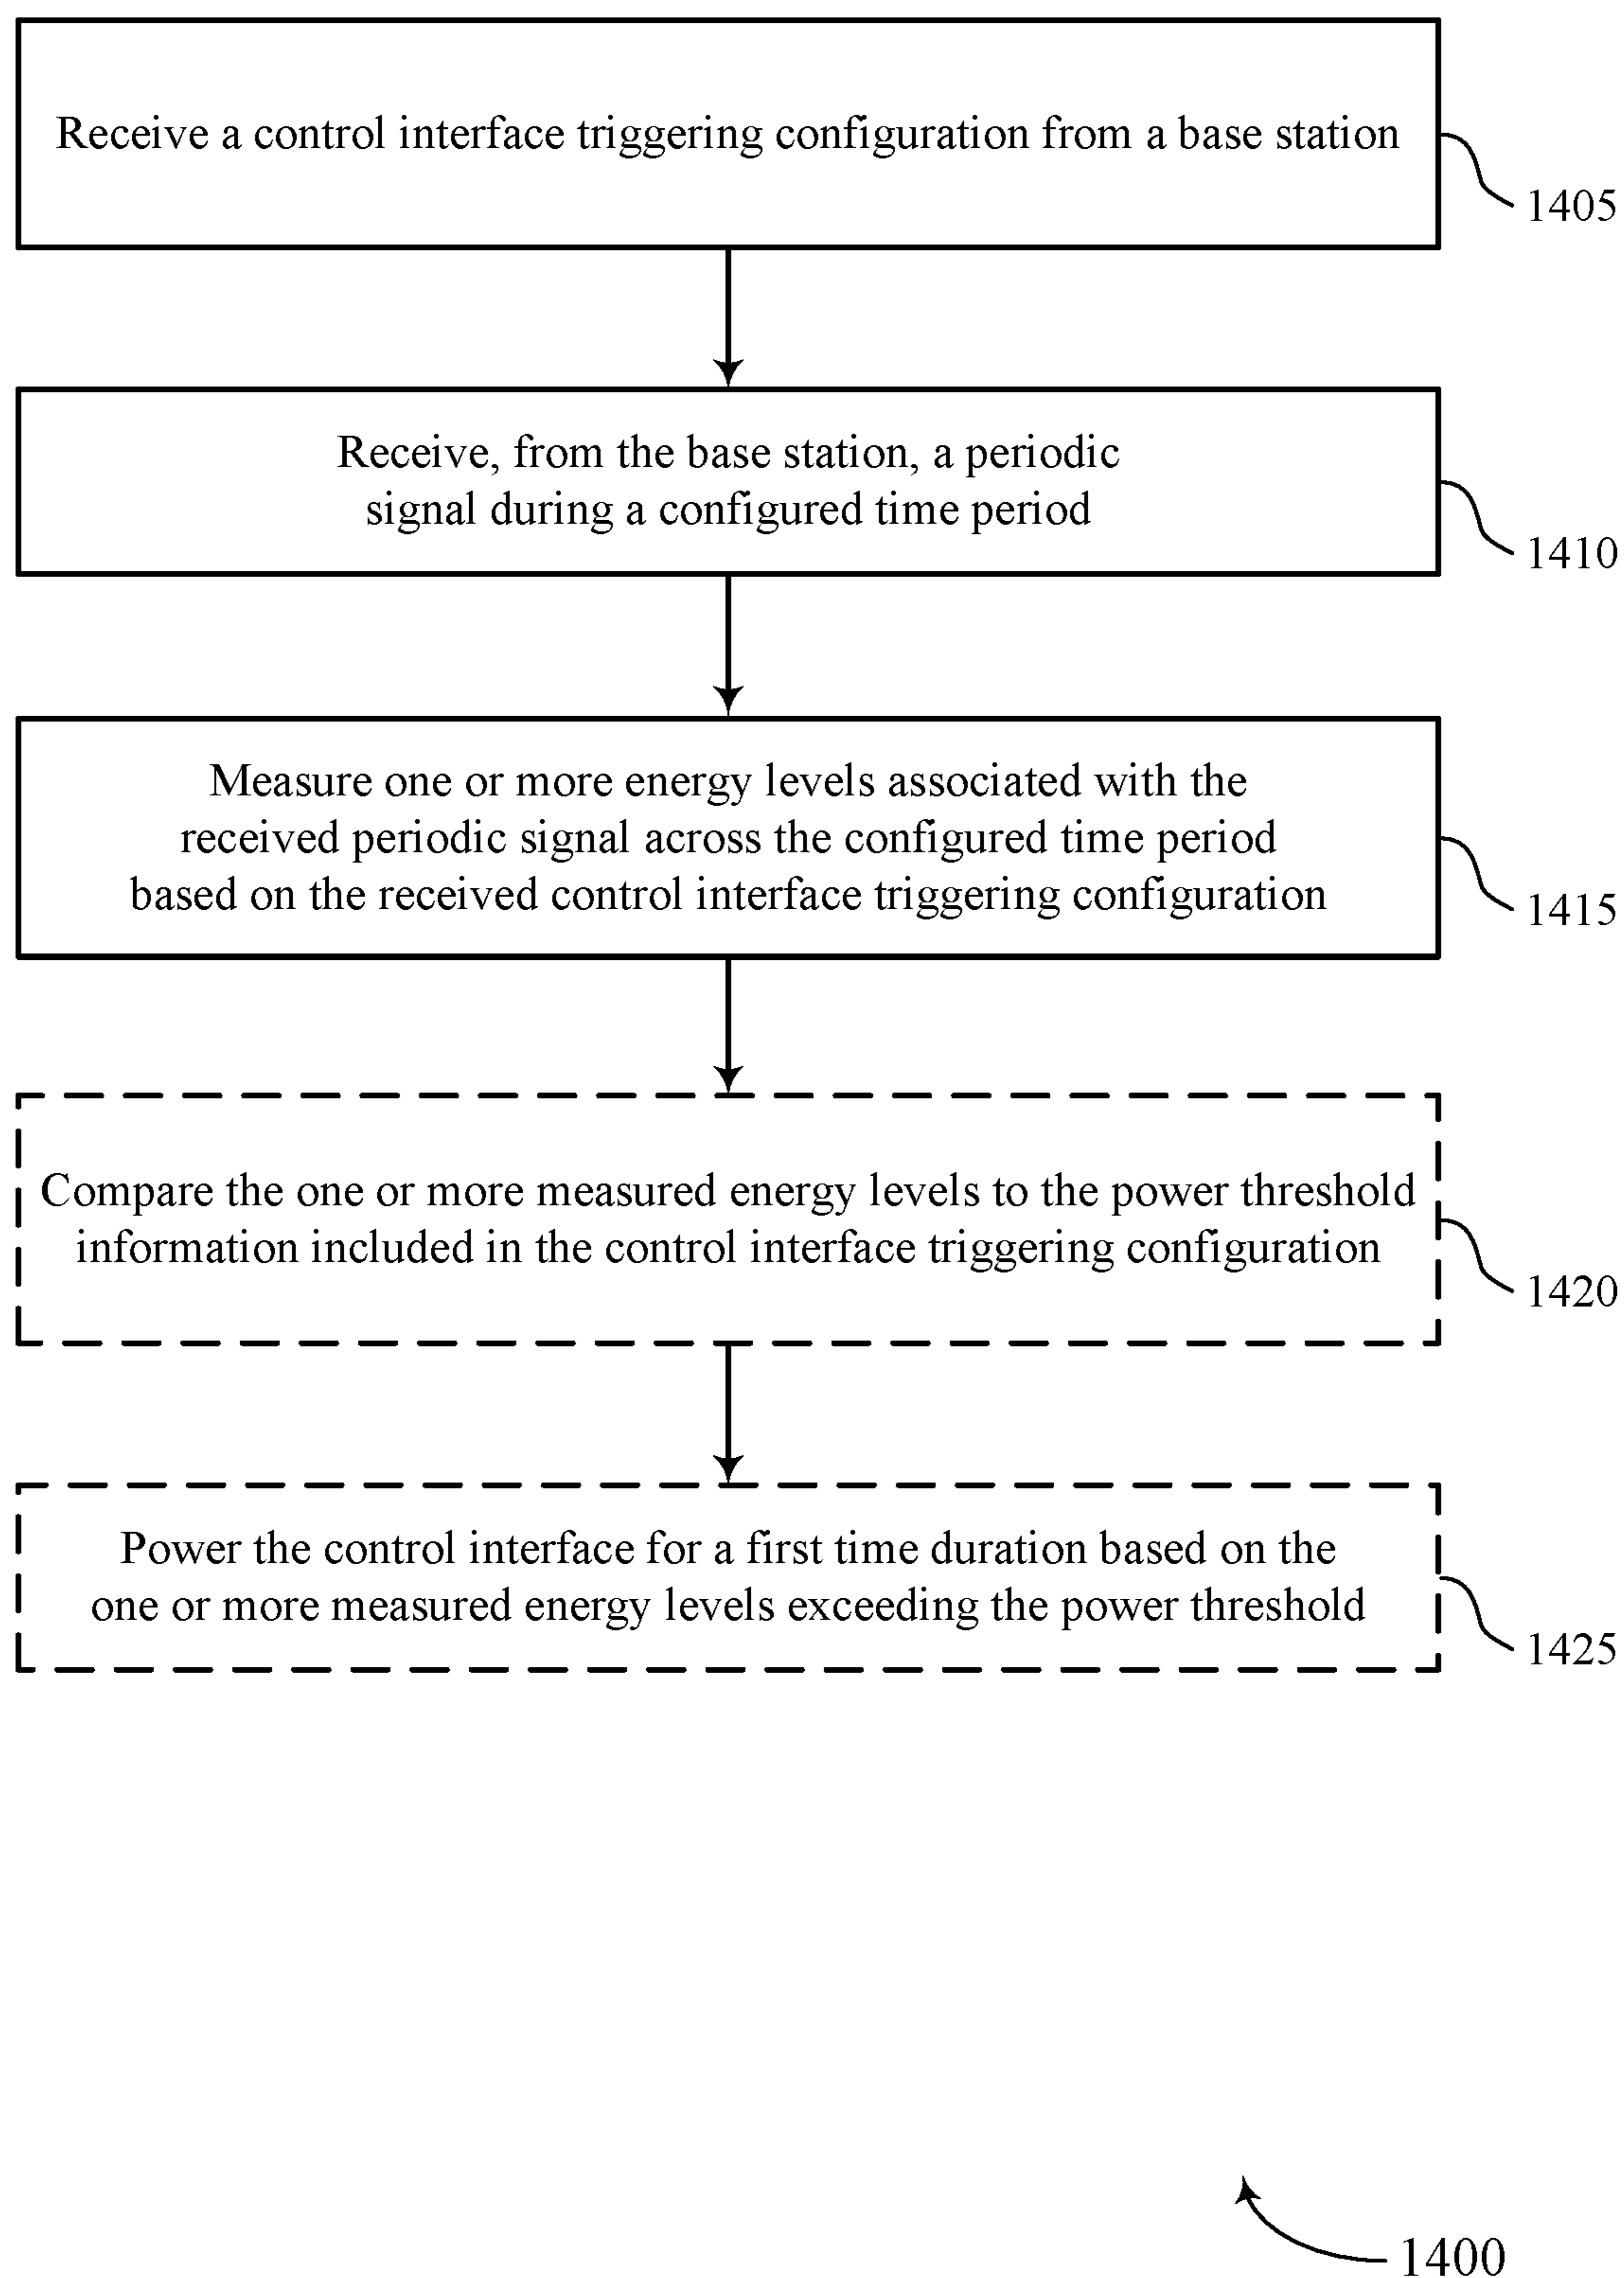 Receive a control interface triggering configuration from a base station
1405
Receive, from the base station, a periodic
signal during a configured time period
1410
Measure one or more energy levels associated with the
received periodic signal across the configured time period
based on the received control interface triggering configuration
1415
Compare the one or more measured energy levels to the power threshold
information included in the control interface triggering configuration
1420
Power the control interface for a first time duration based on the
one or more measured energy levels exceeding the power threshold
1425
1400